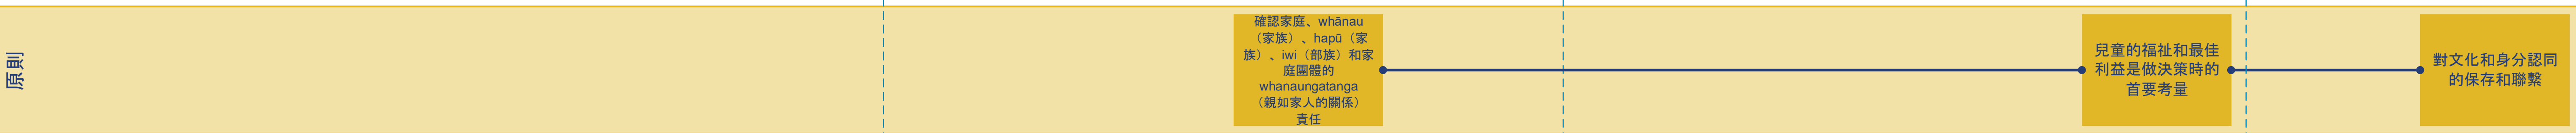 原則
確認家庭、whānau
（家族）、hapū（家
族）、iwi（部族）和家
庭團體的
whanaungatanga
（親如家人的關係）
責任
兒童的福祉和最佳
利益是做決策時的
首要考量
對文化和身分認同
的保存和聯繫